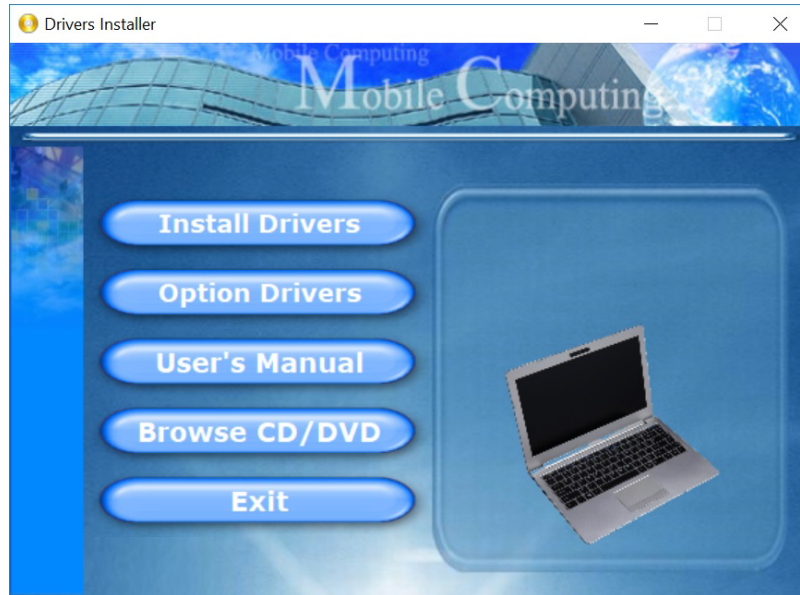 Drivers Installer
Mobile Computing
Mobile Computing
Install Drivers
Option Drivers
User's Manual
Browse CD/DVD
Exit